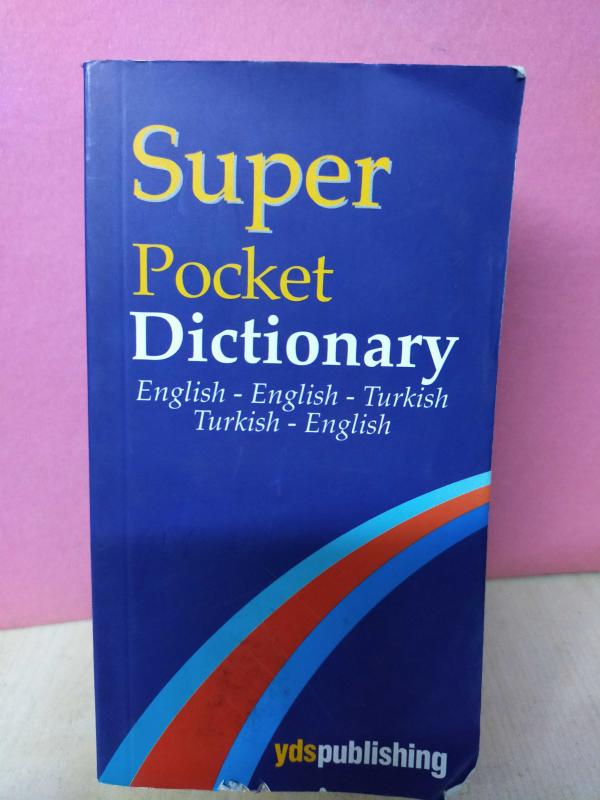 Super
Pocket
Dictionary
English - English - Turkish
Turkish - English
ydspublishing